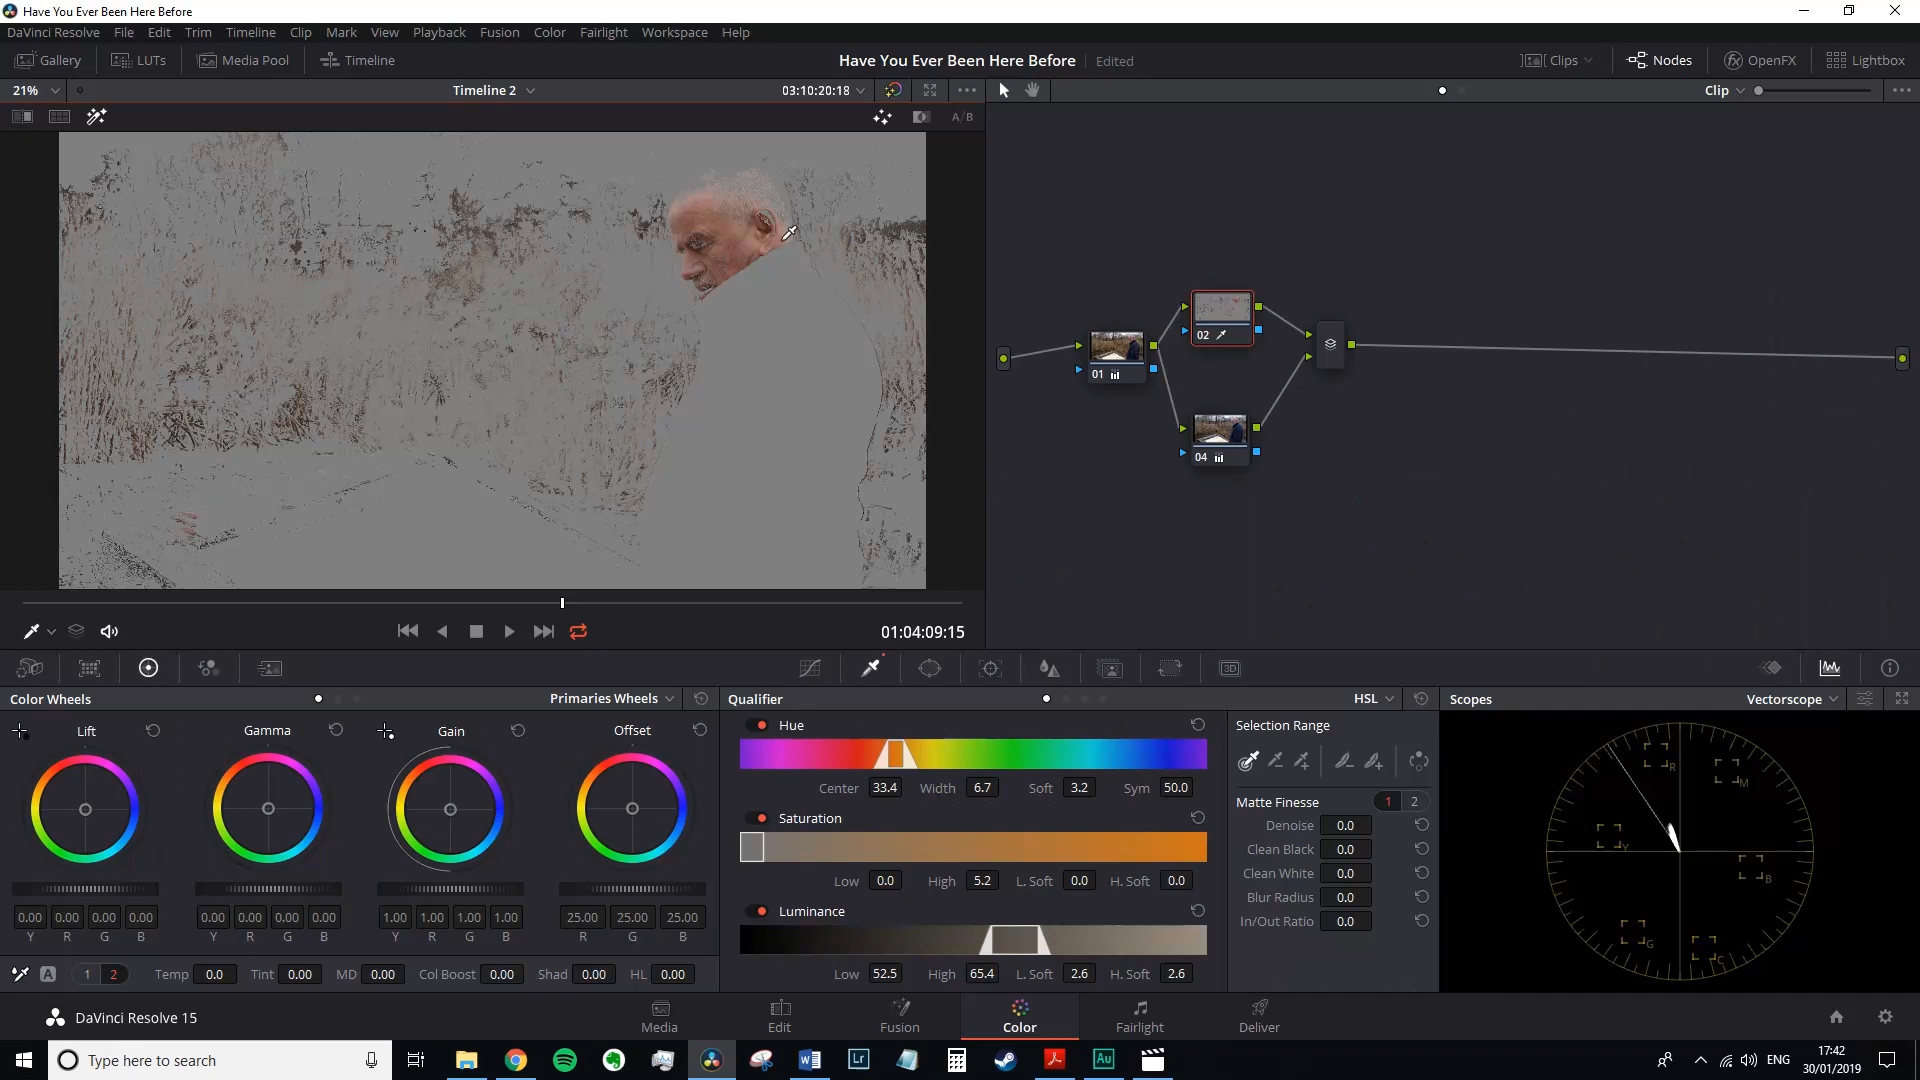 Have You Ever Been Here Before
DaVinci Resolve File Edit Trim Timeline Clip Mark View Playback Fusion Color Fairlight Workspace Help
Gallery LUTs Media Pool Timeline Have You Ever Been Here Before Edited Clips Nodes OpenFX Lightbox
21% Timeline 2 03:10:20:18 Clip
A/B
02
01
04
01:04:09:15
3D
Color Wheels Primaries Wheels Qualifier HSL Scopes Vectorscope
Lift Gamma Gain Offset
Hue
Center 33.4 Width 6.7 Soft 3.2 Sym 50.0
Saturation
Low 0.0 High 5.2 L. Soft 0.0 H. Soft 0.0
Luminance
Low 52.5 High 65.4 L. Soft 2.6 H. Soft 2.6
Selection Range
Matte Finesse 1 2
Denoise 0.0
Clean Black 0.0
Clean White 0.0
Blur Radius 0.0
In/Out Ratio 0.0
R M Y B G C
0.00 0.00 0.00 0.00 0.00 0.00 0.00 0.00 1.00 1.00 1.00 1.00 25.00 25.00 25.00
Y R G B Y R G B Y R G B R G B
A 1 2 Temp 0.0 Tint 0.00 MD 0.00 Col Boost 0.00 Shad 0.00 HL 0.00
DaVinci Resolve 15 Media Edit Fusion Color Fairlight Deliver
Type here to search Lr Au ENG
17:42
30/01/2019